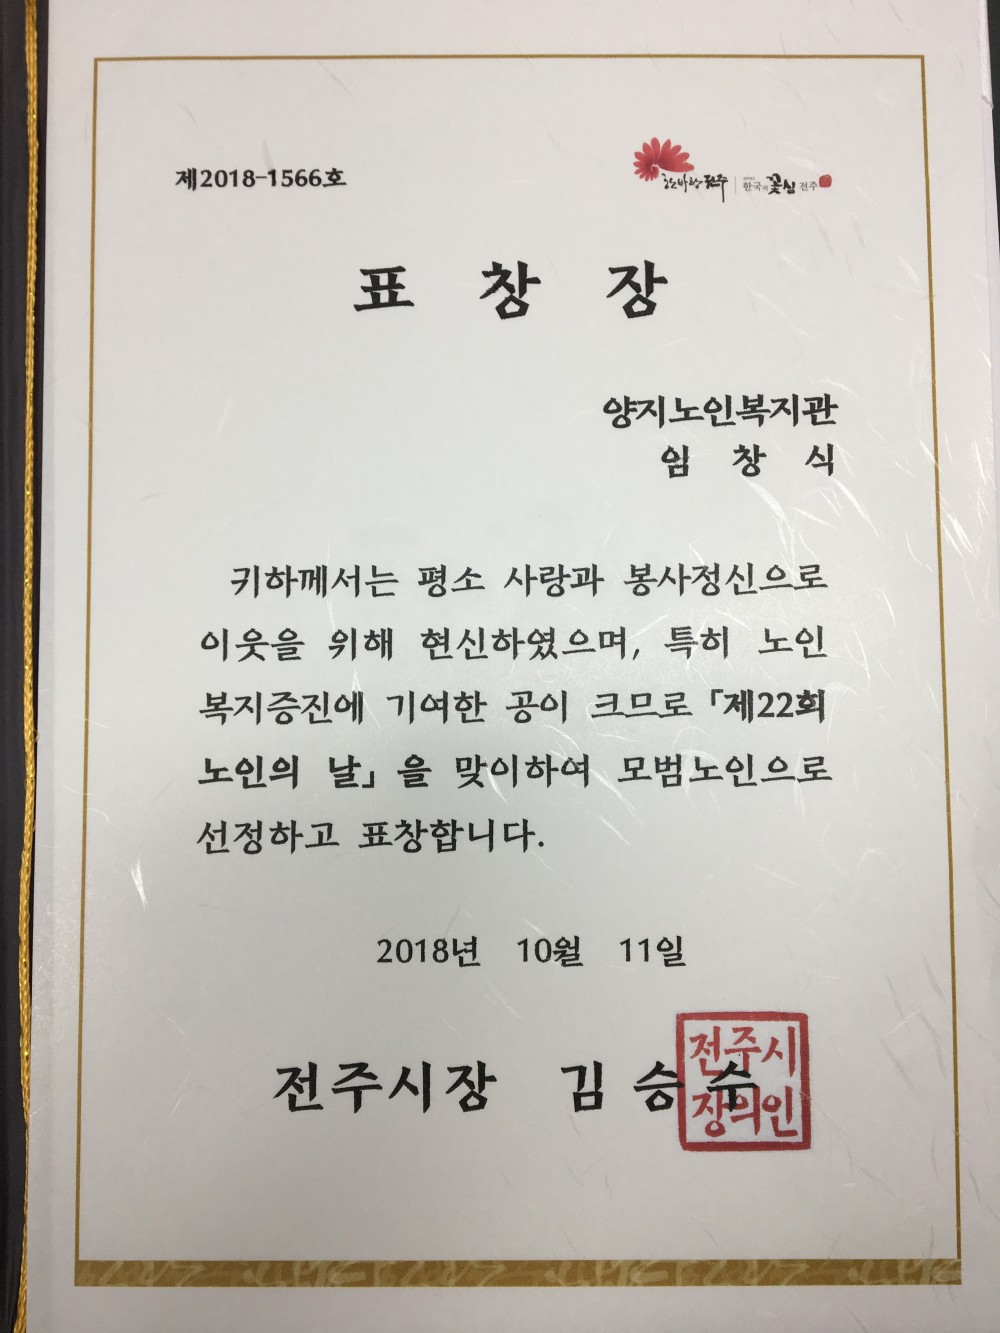 제2018-1566호
한바탕전주 한국의 꽃심 전주
표 창 장
양지노인복지관
임 창 식
귀하께서는 평소 사랑과 봉사정신으로
이웃을 위해 헌신하였으며, 특히 노인
복지증진에 기여한 공이 크므로 「제22회
노인의 날」을 맞이하여 모범노인으로
선정하고 표창합니다.
2018년 10월 11일
전주시장 김 승 수
전주시
장의인